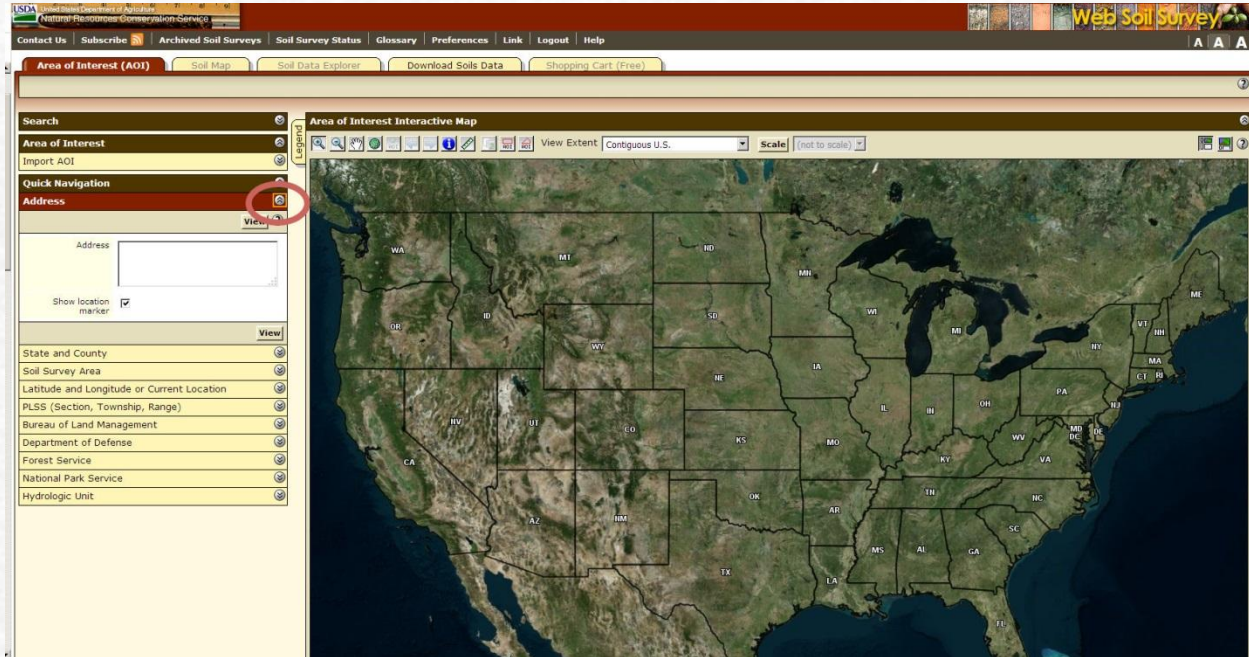 USDA United States Department of Agriculture
Natural Resources Conservation Service
Web Soil Survey
Contact Us | Subscribe | Archived Soil Surveys | Soil Survey Status | Glossary | Preferences | Link | Logout | Help
A A A
Area of Interest (AOI)
Soil Map
Soil Data Explorer
Download Soils Data
Shopping Cart (Free)
Search
Area of Interest
Import AOI
Quick Navigation
Address
View
Address
Show location
marker
View
State and County
Soil Survey Area
Latitude and Longitude or Current Location
PLSS (Section, Township, Range)
Bureau of Land Management
Department of Defense
Forest Service
National Park Service
Hydrologic Unit
Legend
Area of Interest Interactive Map
View Extent Contiguous U.S.
Scale (not to scale)
WA
MT
ND
MN
ME
OR
ID
SD
WI
MI
VT
NH
NY
WY
IA
MA
CT RI
NE
PA
NJ
NV
UT
CO
IL
IN
OH
MD
DE
DC
KS
MO
WV
VA
KY
CA
AZ
NM
OK
AR
TN
NC
SC
MS
AL
GA
TX
LA
FL